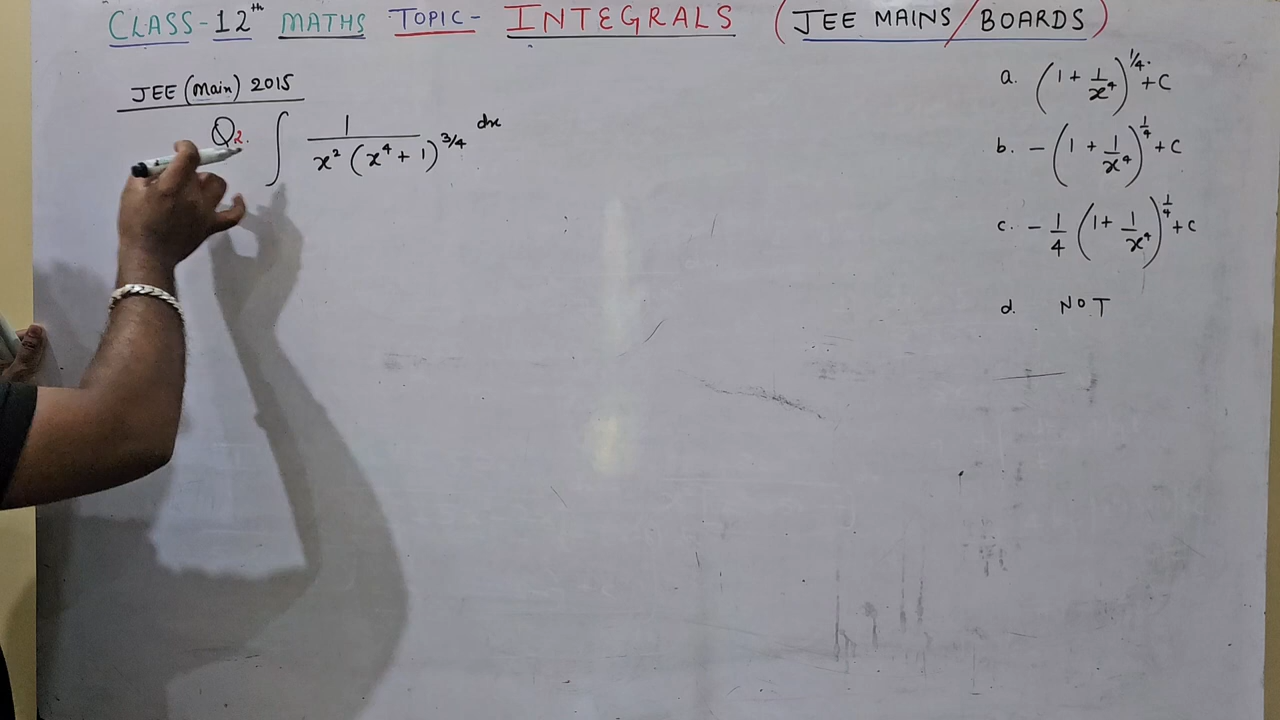 CLASS-12th MATHS TOPIC- INTEGRALS (JEE MAINS/BOARDS)
JEE (Main) 2015
Q2. ∫ 1 / x² (x⁴ + 1)^3/4 dx
a. (1 + 1/x⁴)^1/4 + C
b. - (1 + 1/x⁴)^1/4 + C
c. - 1/4 (1 + 1/x⁴)^1/4 + C
d. NOT